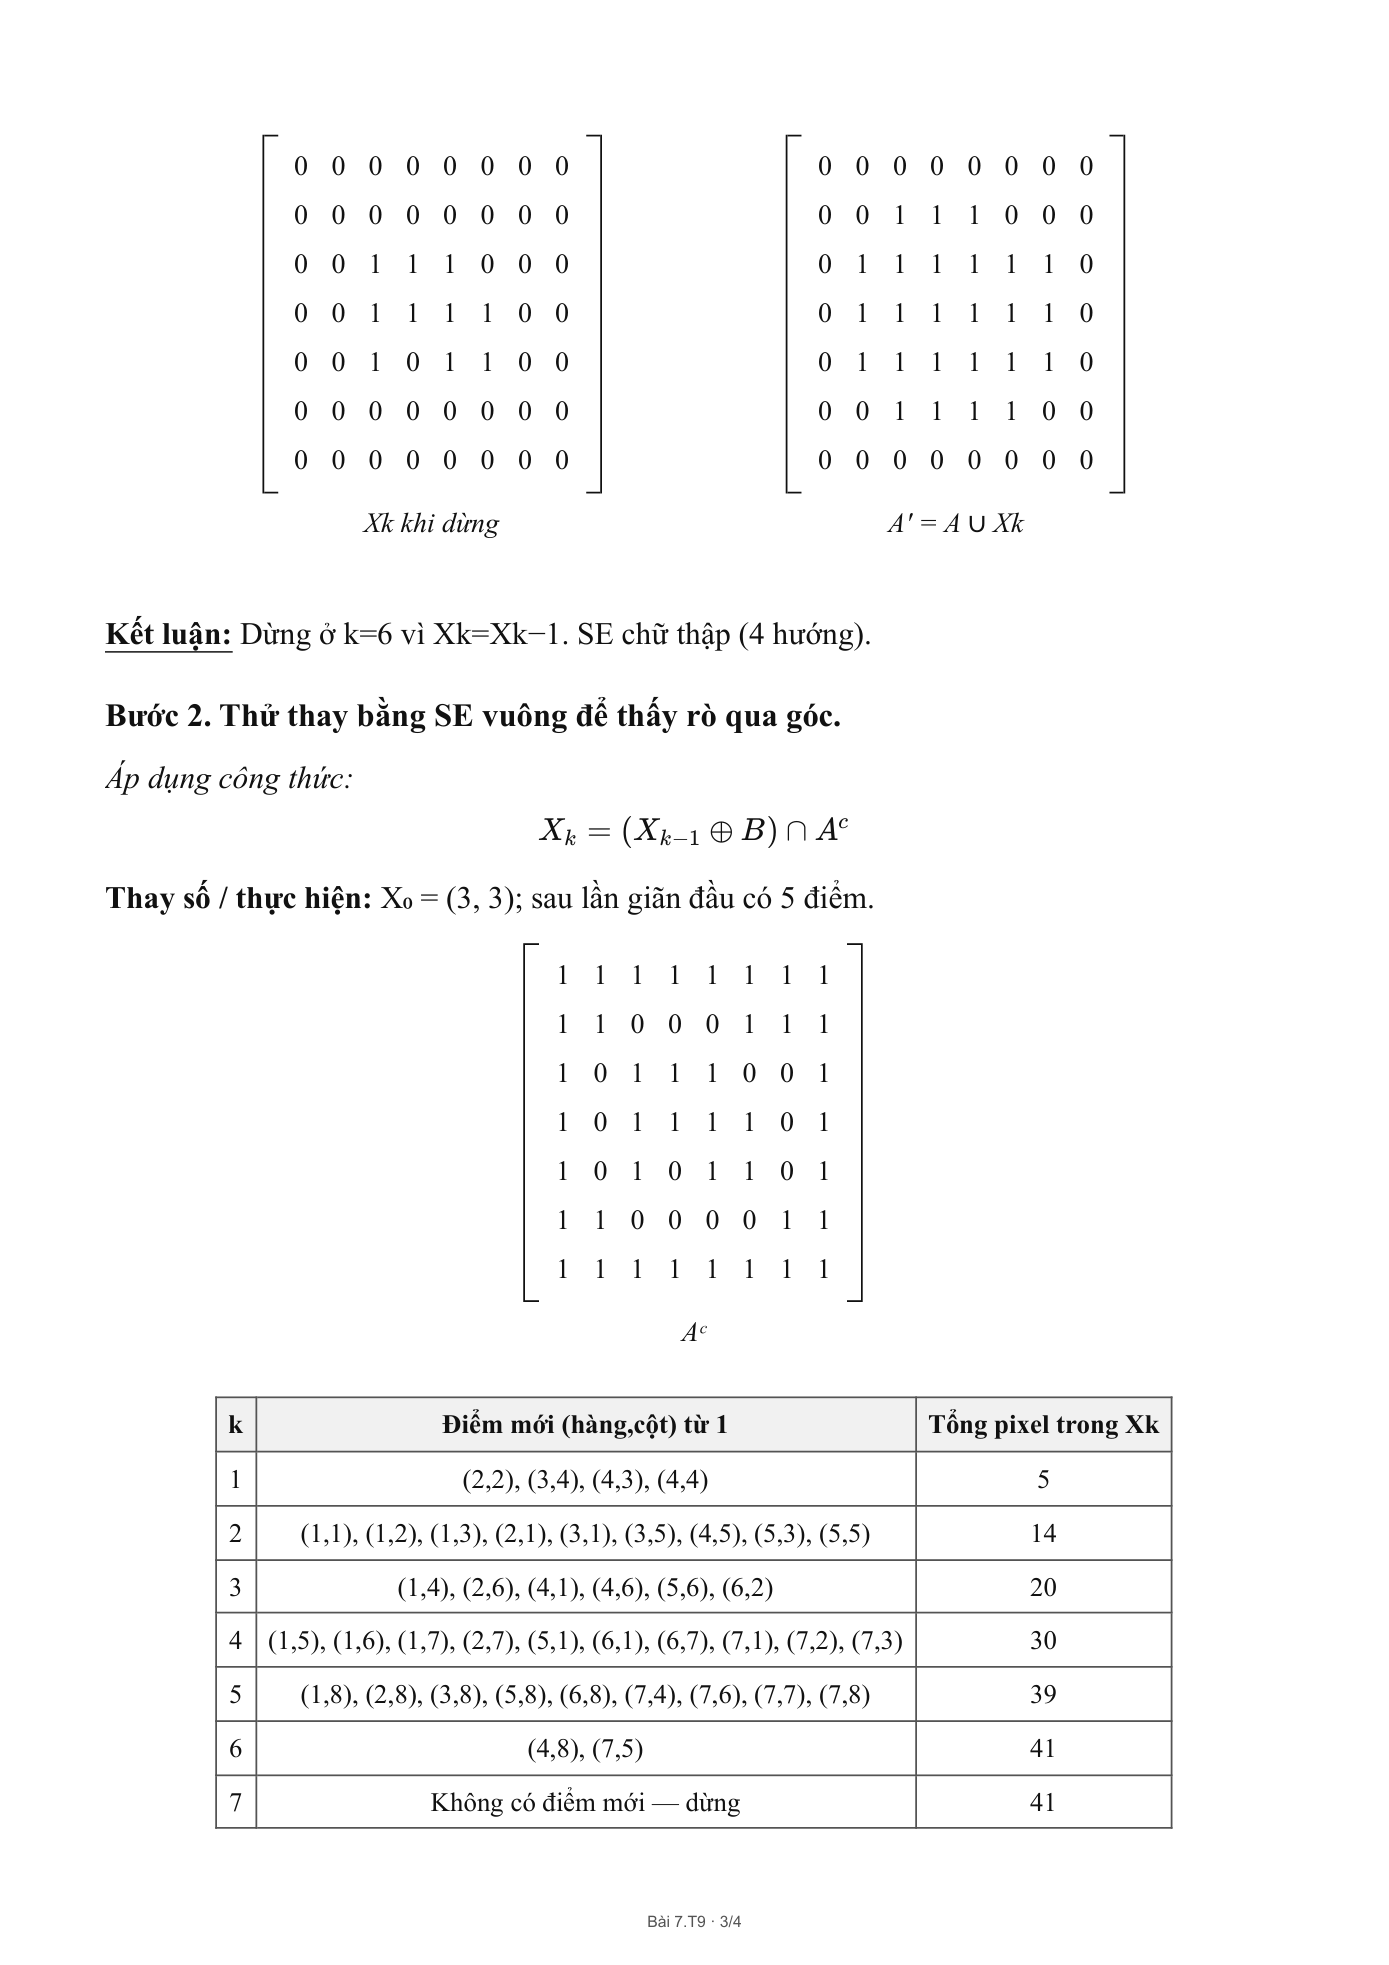 0 0 0 0 0 0 0 0
0 0 0 0 0 0 0 0
0 0 1 1 1 0 0 0
0 0 1 1 1 1 0 0
0 0 1 0 1 1 0 0
0 0 0 0 0 0 0 0
0 0 0 0 0 0 0 0
Xk khi dừng
0 0 0 0 0 0 0 0
0 0 1 1 1 0 0 0
0 1 1 1 1 1 1 0
0 1 1 1 1 1 1 0
0 1 1 1 1 1 1 0
0 0 1 1 1 1 0 0
0 0 0 0 0 0 0 0
A′ = A ∪ Xk
Kết luận: Dừng ở k=6 vì Xk=Xk−1. SE chữ thập (4 hướng).
Bước 2. Thử thay bằng SE vuông để thấy rò qua góc.
Áp dụng công thức:
Xₖ = (Xₖ₋₁ ⊕ B) ∩ Aᶜ
Thay số / thực hiện: X₀ = (3, 3); sau lần giãn đầu có 5 điểm.
1 1 1 1 1 1 1 1
1 1 0 0 0 1 1 1
1 0 1 1 1 0 0 1
1 0 1 1 1 1 0 1
1 0 1 0 1 1 0 1
1 1 0 0 0 0 1 1
1 1 1 1 1 1 1 1
Aᶜ
k Điểm mới (hàng,cột) từ 1 Tổng pixel trong Xk
1 (2,2), (3,4), (4,3), (4,4) 5
2 (1,1), (1,2), (1,3), (2,1), (3,1), (3,5), (4,5), (5,3), (5,5) 14
3 (1,4), (2,6), (4,1), (4,6), (5,6), (6,2) 20
4 (1,5), (1,6), (1,7), (2,7), (5,1), (6,1), (6,7), (7,1), (7,2), (7,3) 30
5 (1,8), (2,8), (3,8), (5,8), (6,8), (7,4), (7,6), (7,7), (7,8) 39
6 (4,8), (7,5) 41
7 Không có điểm mới — dừng 41
Bài 7.T9 · 3/4